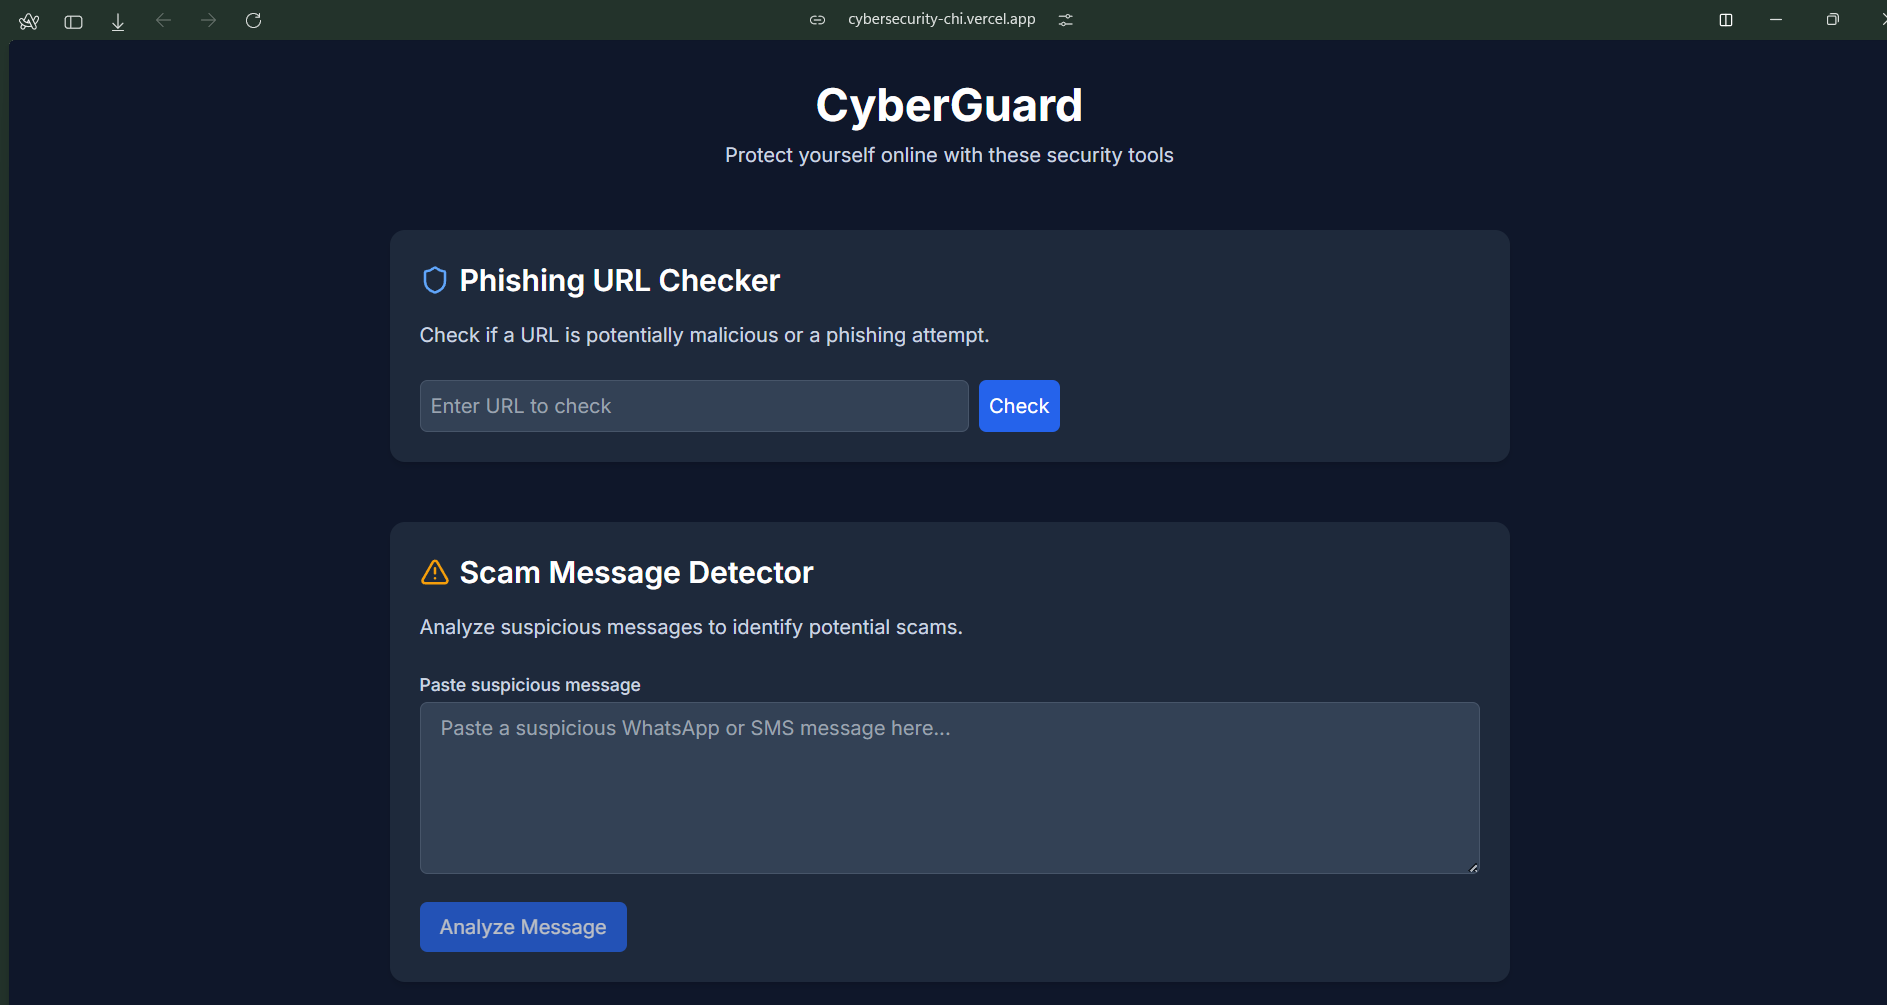 cybersecurity-chi.vercel.app
CyberGuard
Protect yourself online with these security tools
Phishing URL Checker
Check if a URL is potentially malicious or a phishing attempt.
Enter URL to check
Check
Scam Message Detector
Analyze suspicious messages to identify potential scams.
Paste suspicious message
Paste a suspicious WhatsApp or SMS message here...
Analyze Message